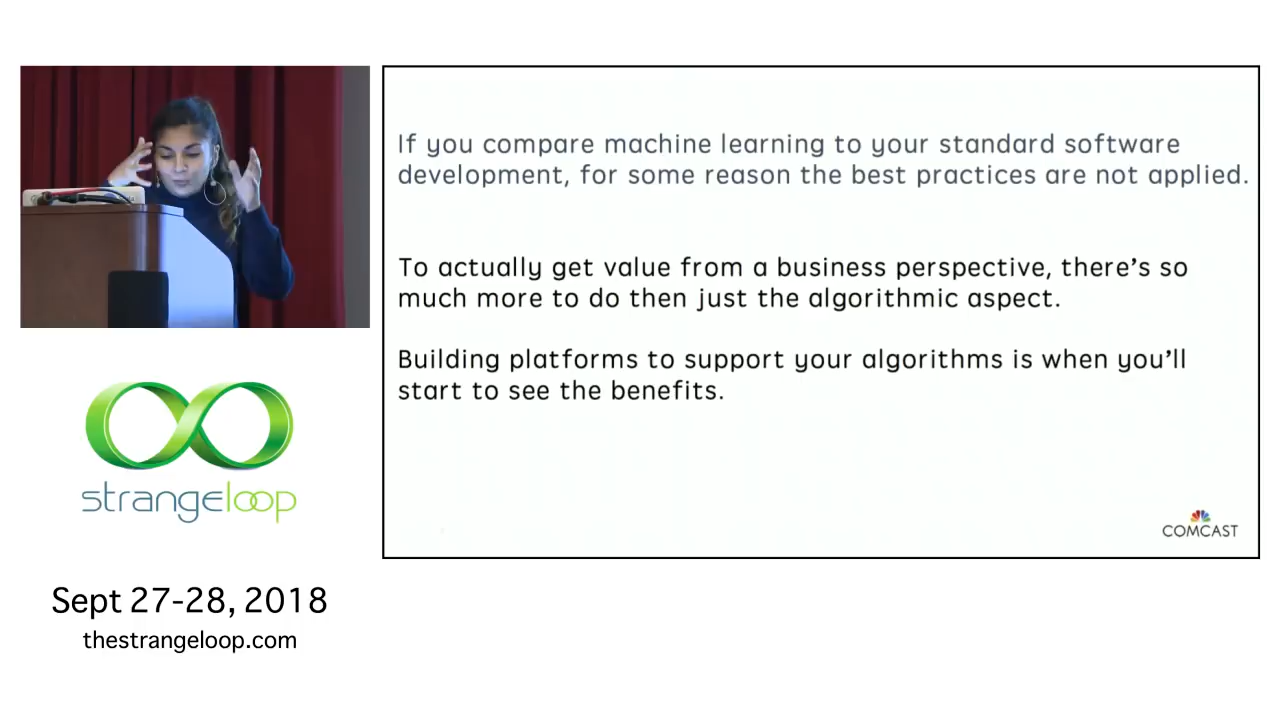 If you compare machine learning to your standard software
development, for some reason the best practices are not applied.
To actually get value from a business perspective, there's so
much more to do then just the algorithmic aspect.
Building platforms to support your algorithms is when you'll
start to see the benefits.
COMCAST
strangeloop
Sept 27-28, 2018
thestrangeloop.com